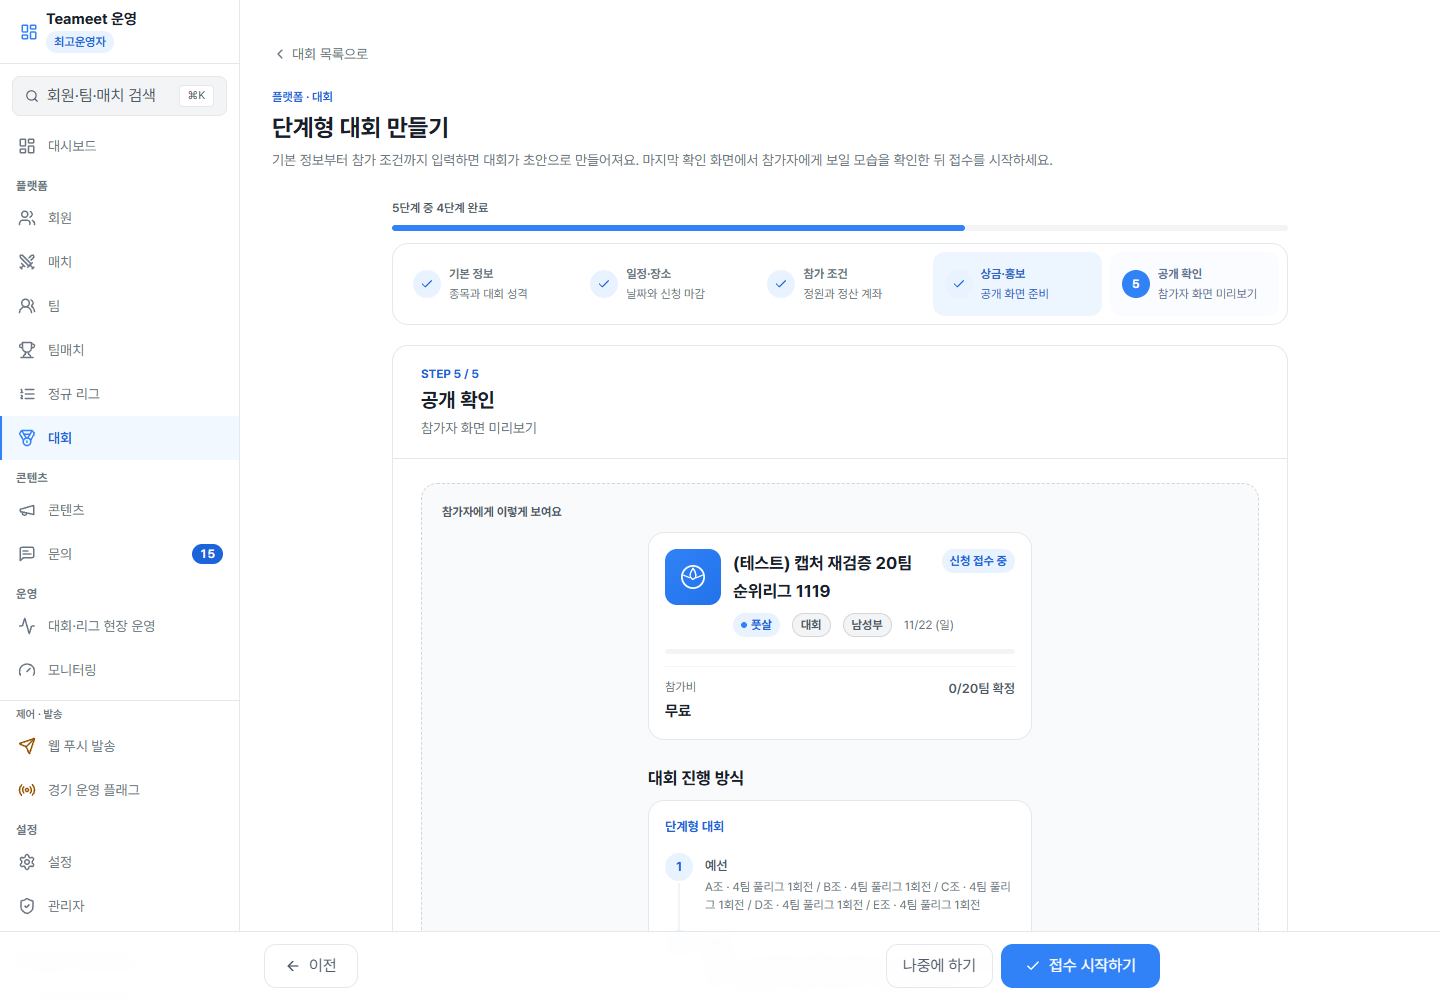 Teameet 운영
최고운영자
회원·팀·매치 검색
⌘K
대시보드
플랫폼
회원
매치
팀
팀매치
정규 리그
대회
콘텐츠
콘텐츠
문의
15
운영
대회·리그 현장 운영
모니터링
제어 · 발송
웹 푸시 발송
경기 운영 플래그
설정
설정
관리자
대회 목록으로
플랫폼 · 대회
단계형 대회 만들기
기본 정보부터 참가 조건까지 입력하면 대회가 초안으로 만들어져요. 마지막 확인 화면에서 참가자에게 보일 모습을 확인한 뒤 접수를 시작하세요.
5단계 중 4단계 완료
기본 정보
종목과 대회 성격
일정·장소
날짜와 신청 마감
참가 조건
정원과 정산 계좌
상금·홍보
공개 화면 준비
5
공개 확인
참가자 화면 미리보기
STEP 5 / 5
공개 확인
참가자 화면 미리보기
참가자에게 이렇게 보여요
(테스트) 캡처 재검증 20팀
순위리그 1119
신청 접수 중
풋살
대회
남성부
11/22 (일)
참가비
무료
0/20팀 확정
대회 진행 방식
단계형 대회
1
예선
A조 · 4팀 풀리그 1회전 / B조 · 4팀 풀리그 1회전 / C조 · 4팀 풀리
그 1회전 / D조 · 4팀 풀리그 1회전 / E조 · 4팀 풀리그 1회전
이전
나중에 하기
접수 시작하기